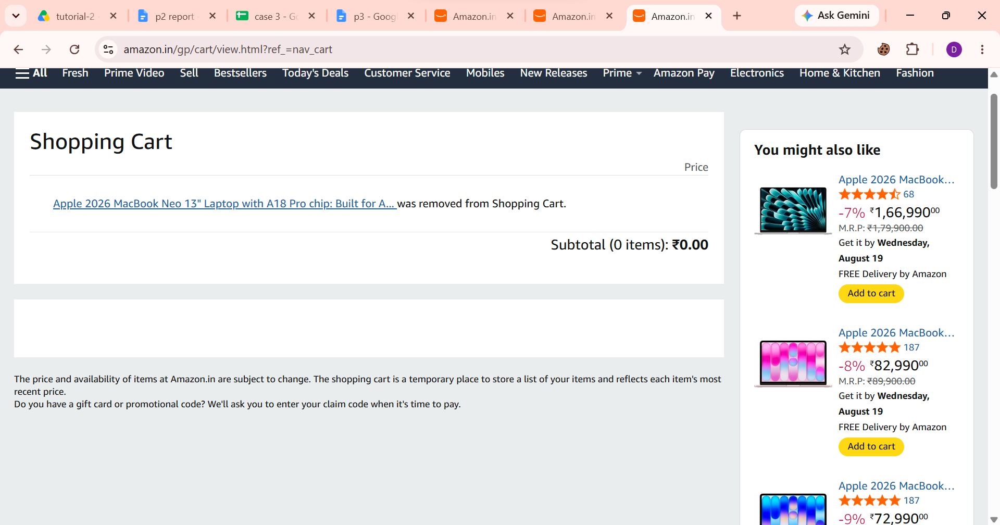 tutorial-2
p2 report
case 3 - Go
p3 - Goog
Amazon.in
Amazon.in
Amazon.in
Ask Gemini
amazon.in/gp/cart/view.html?ref_=nav_cart
D
All
Fresh
Prime Video
Sell
Bestsellers
Today's Deals
Customer Service
Mobiles
New Releases
Prime
Amazon Pay
Electronics
Home & Kitchen
Fashion
Shopping Cart
Price
Apple 2026 MacBook Neo 13" Laptop with A18 Pro chip: Built for A... was removed from Shopping Cart.
Subtotal (0 items): ₹0.00
The price and availability of items at Amazon.in are subject to change. The shopping cart is a temporary place to store a list of your items and reflects each item's most
recent price.
Do you have a gift card or promotional code? We'll ask you to enter your claim code when it's time to pay.
You might also like
Apple 2026 MacBook...
68
-7% ₹1,66,99000
M.R.P: ₹1,79,900.00
Get it by Wednesday,
August 19
FREE Delivery by Amazon
Add to cart
Apple 2026 MacBook...
187
-8% ₹82,99000
M.R.P: ₹89,900.00
Get it by Wednesday,
August 19
FREE Delivery by Amazon
Add to cart
Apple 2026 MacBook...
187
-9% ₹72,99000